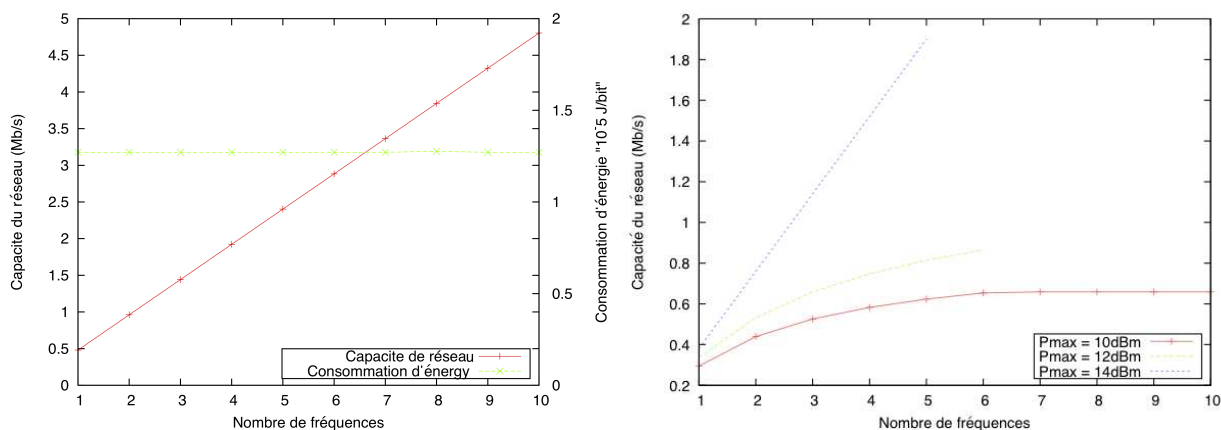 5
4.5
4
3.5
3
2.5
2
1.5
1
0.5
0
Capacite du réseau (Mb/s)
2
1.5
1
0.5
0
Consommation d'énergie "10^-5 J/bit"
Capacite de réseau
Consommation d'énergy
1 2 3 4 5 6 7 8 9 10
Nombre de fréquences
2
1.8
1.6
1.4
1.2
1
0.8
0.6
0.4
0.2
Capacité du réseau (Mb/s)
Pmax = 10dBm
Pmax = 12dBm
Pmax = 14dBm
1 2 3 4 5 6 7 8 9 10
Nombre de fréquences